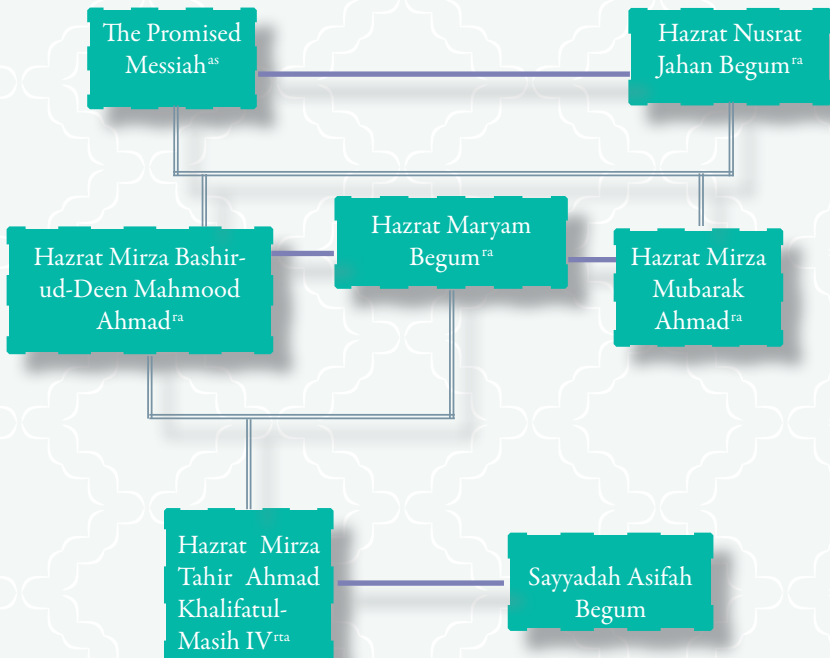 The Promised
Messiahas
Hazrat Nusrat
Jahan Begumra
Hazrat Maryam
Begumra
Hazrat Mirza Bashir-
ud-Deen Mahmood
Ahmadra
Hazrat Mirza
Mubarak
Ahmadra
Hazrat Mirza
Tahir Ahmad
Khalifatul-
Masih IVrta
Sayyadah Asifah
Begum